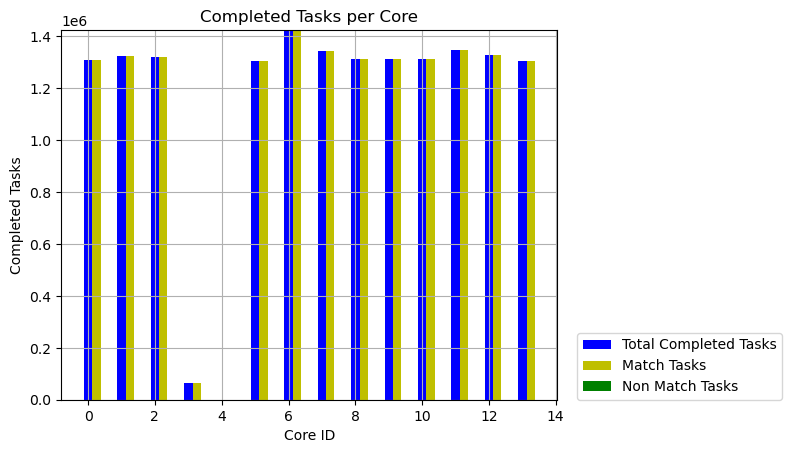 Completed Tasks per Core
1e6
1.4
1.2
1.0
0.8
0.6
0.4
0.2
0.0
Completed Tasks
0 2 4 6 8 10 12 14
Core ID
Total Completed Tasks
Match Tasks
Non Match Tasks